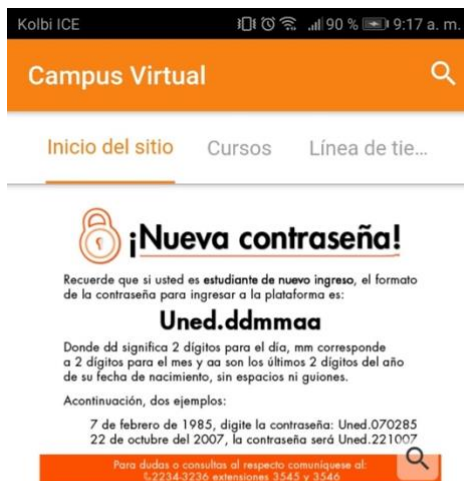 Kolbi ICE 90 % 9:17 a. m.
Campus Virtual
Inicio del sitio Cursos Línea de tie...
¡Nueva contraseña!
Recuerde que si usted es estudiante de nuevo ingreso, el formato
de la contraseña para ingresar a la plataforma es:
Uned.ddmmaa
Donde dd significa 2 dígitos para el día, mm corresponde
a 2 dígitos para el mes y aa son los últimos 2 dígitos del año
de su fecha de nacimiento, sin espacios ni guiones.
Acontinuación, dos ejemplos:
7 de febrero de 1985, digite la contraseña: Uned.070285
22 de octubre del 2007, la contraseña será Uned.221007
Para dudas o consultas al respecto comuníquese al:
2234-3236 extensiones 3545 y 3546